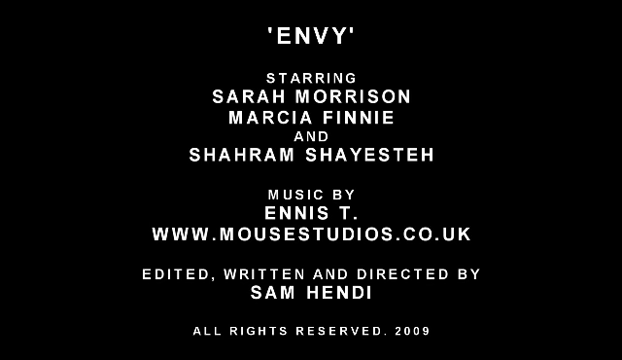 'ENVY'
STARRING
SARAH MORRISON
MARCIA FINNIE
AND
SHAHRAM SHAYESTEH
MUSIC BY
ENNIS T.
WWW.MOUSESTUDIOS.CO.UK
EDITED, WRITTEN AND DIRECTED BY
SAM HENDI
ALL RIGHTS RESERVED. 2009